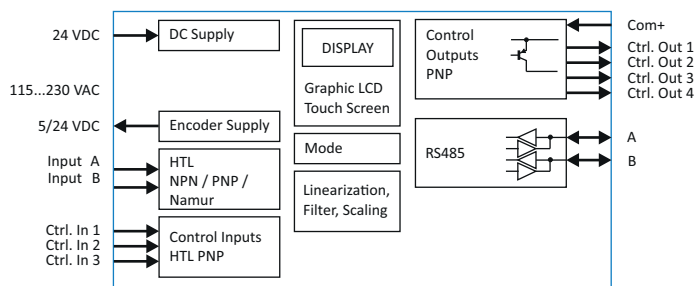 24 VDC
DC Supply
115...230 VAC
5/24 VDC
Encoder Supply
Input A
Input B
HTL
NPN / PNP /
Namur
Ctrl. In 1
Ctrl. In 2
Ctrl. In 3
Control Inputs
HTL PNP
DISPLAY
Graphic LCD
Touch Screen
Mode
Linearization,
Filter, Scaling
Control
Outputs
PNP
Com+
Ctrl. Out 1
Ctrl. Out 2
Ctrl. Out 3
Ctrl. Out 4
RS485
A
B